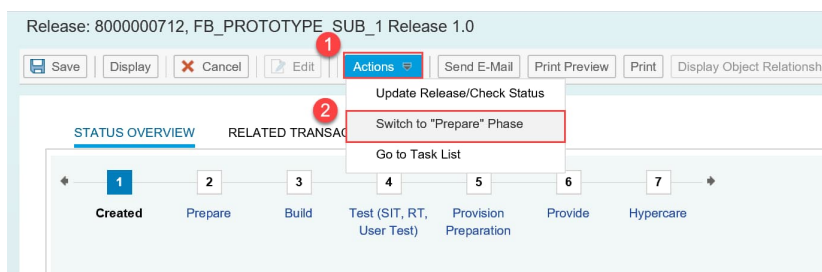 Release: 8000000712, FB_PROTOTYPE_SUB_1 Release 1.0
1
Save Display Cancel Edit Actions Send E-Mail Print Preview Print Display Object Relationsh
Update Release/Check Status
2
Switch to "Prepare" Phase
STATUS OVERVIEW RELATED TRANSAC
Go to Task List
1 2 3 4 5 6 7
Created Prepare Build Test (SIT, RT, Provision Provide Hypercare
User Test) Preparation